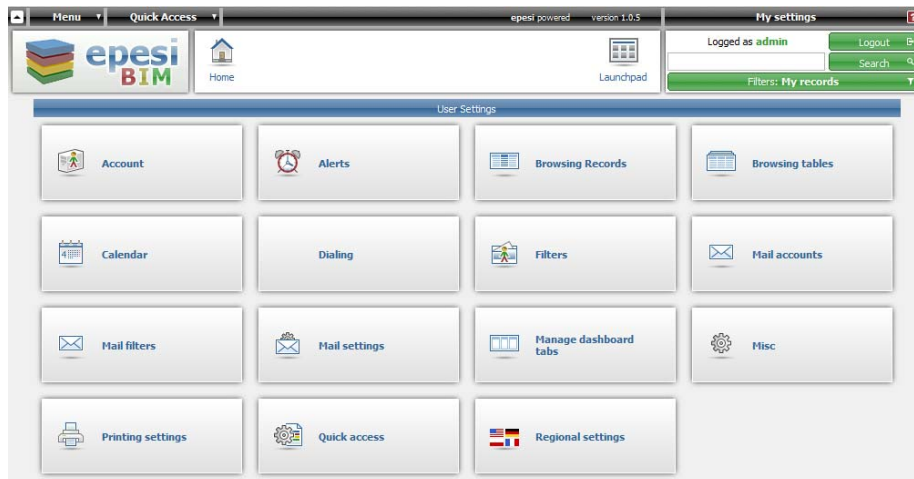 Menu Quick Access epesi powered version 1.0.5 My settings ?
epesi
BIM
Home
Launchpad
Logged as admin
Logout
Search
Filters: My records
User Settings
Account
Alerts
Browsing Records
Browsing tables
4
Calendar
Dialing
Filters
Mail accounts
Mail filters
Mail settings
Manage dashboard
tabs
Misc
Printing settings
Quick access
Regional settings